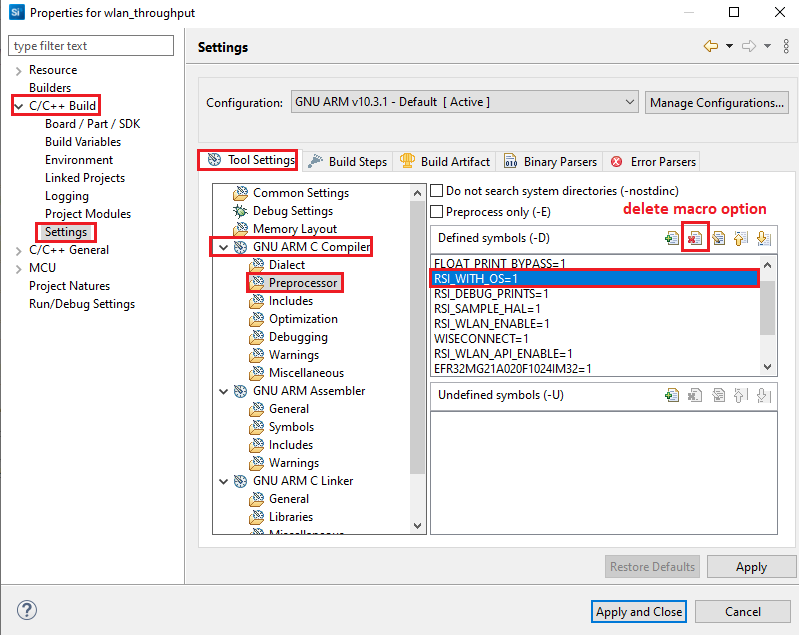 Si Properties for wlan_throughput
type filter text
Resource
Builders
C/C++ Build
Board / Part / SDK
Build Variables
Environment
Linked Projects
Logging
Project Modules
Settings
C/C++ General
MCU
Project Natures
Run/Debug Settings
Settings
Configuration: GNU ARM v10.3.1 - Default [ Active ] Manage Configurations...
Tool Settings Build Steps Build Artifact Binary Parsers Error Parsers
Common Settings
Debug Settings
Memory Layout
GNU ARM C Compiler
Dialect
Preprocessor
Includes
Optimization
Debugging
Warnings
Miscellaneous
GNU ARM Assembler
General
Symbols
Includes
Warnings
GNU ARM C Linker
General
Libraries
Miscellaneous
Do not search system directories (-nostdinc)
Preprocess only (-E)
delete macro option
Defined symbols (-D)
FLOAT_PRINT_BYPASS=1
RSI_WITH_OS=1
RSI_DEBUG_PRINTS=1
RSI_SAMPLE_HAL=1
RSI_WLAN_ENABLE=1
WISECONNECT=1
RSI_WLAN_API_ENABLE=1
EFR32MG21A020F1024IM32=1
Undefined symbols (-U)
Restore Defaults Apply
? Apply and Close Cancel